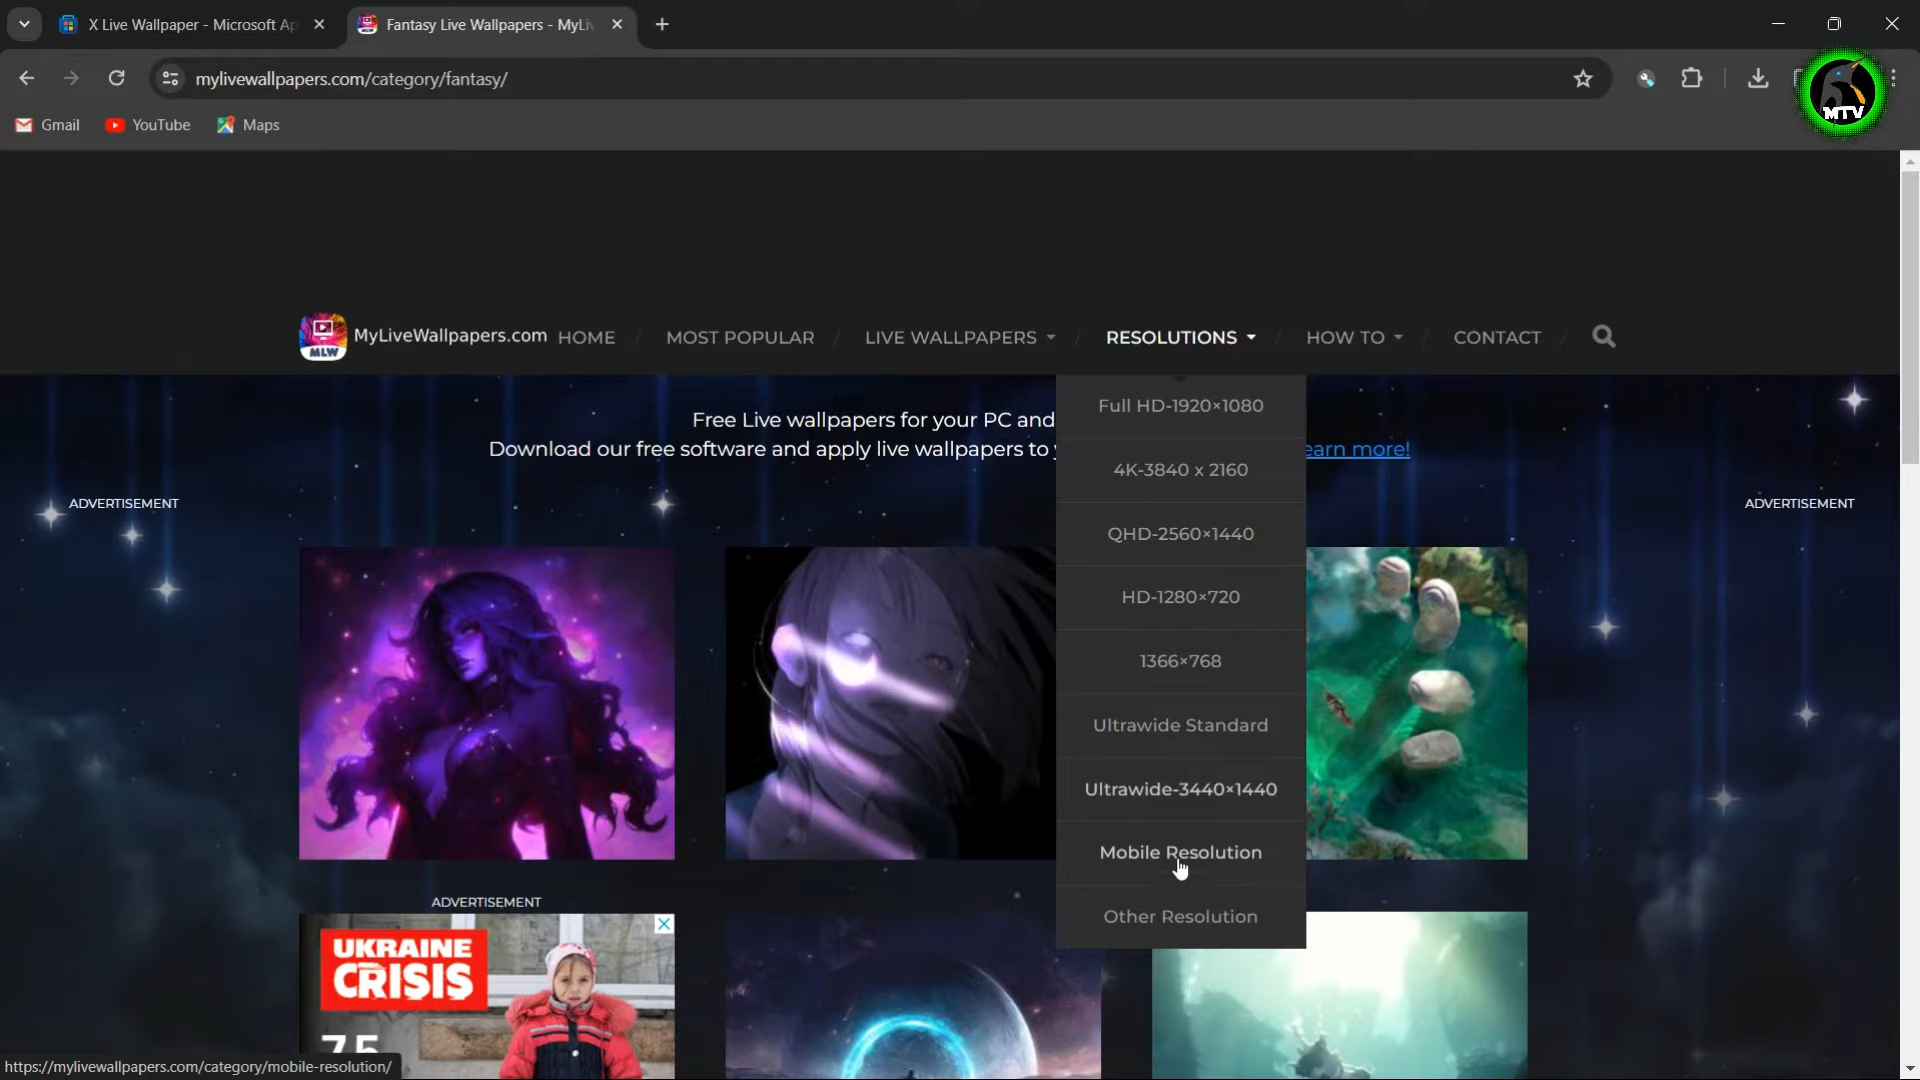 X Live Wallpaper - Microsoft Ap
Fantasy Live Wallpapers - MyLiv
mylivewallpapers.com/category/fantasy/
MTV
Gmail
YouTube
Maps
MLW
MyLiveWallpapers.com
HOME / MOST POPULAR / LIVE WALLPAPERS / RESOLUTIONS / HOW TO / CONTACT /
Full HD-1920×1080
Free Live wallpapers for your PC and
Download our free software and apply live wallpapers to
earn more!
4K-3840 x 2160
ADVERTISEMENT
ADVERTISEMENT
QHD-2560×1440
HD-1280×720
1366×768
Ultrawide Standard
Ultrawide-3440×1440
Mobile Resolution
Other Resolution
ADVERTISEMENT
UKRAINE
CRISIS
7.5
https://mylivewallpapers.com/category/mobile-resolution/